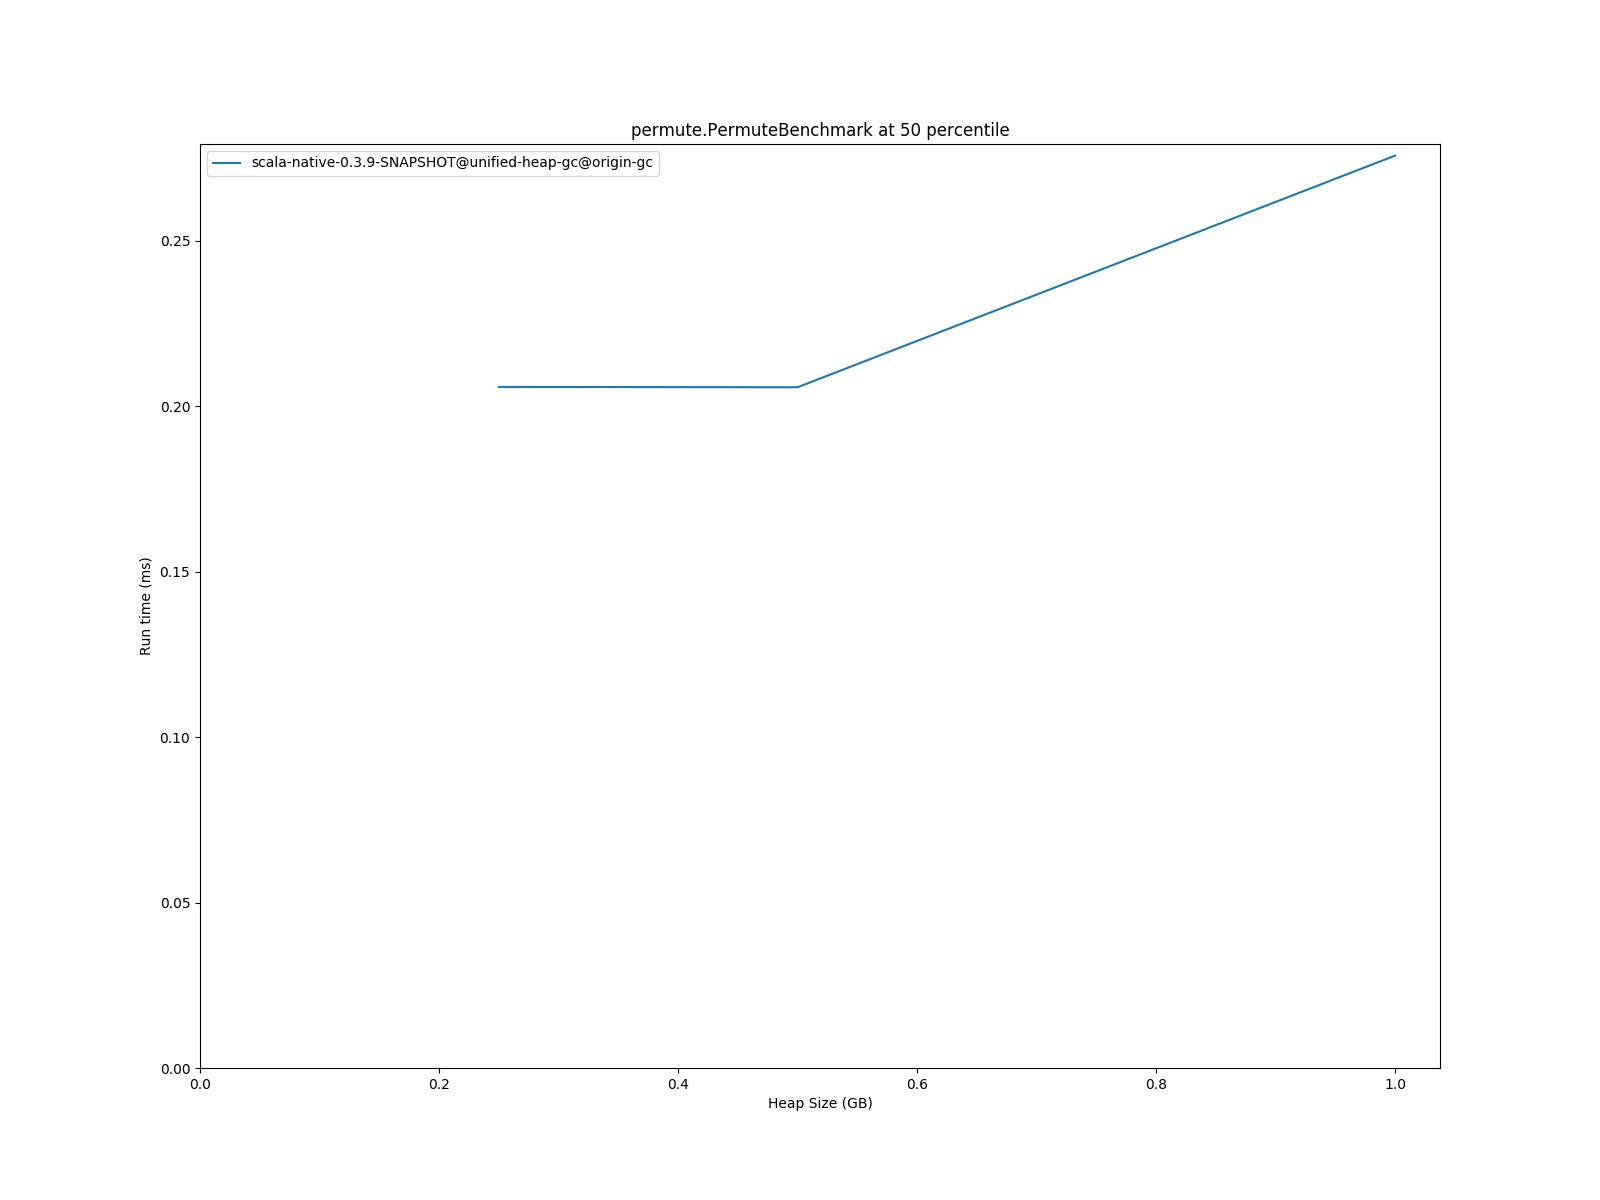 permute.PermuteBenchmark at 50 percentile
scala-native-0.3.9-SNAPSHOT@unified-heap-gc@origin-gc
0.25
0.20
0.15
0.10
0.05
0.00
Run time (ms)
0.0 0.2 0.4 0.6 0.8 1.0
Heap Size (GB)